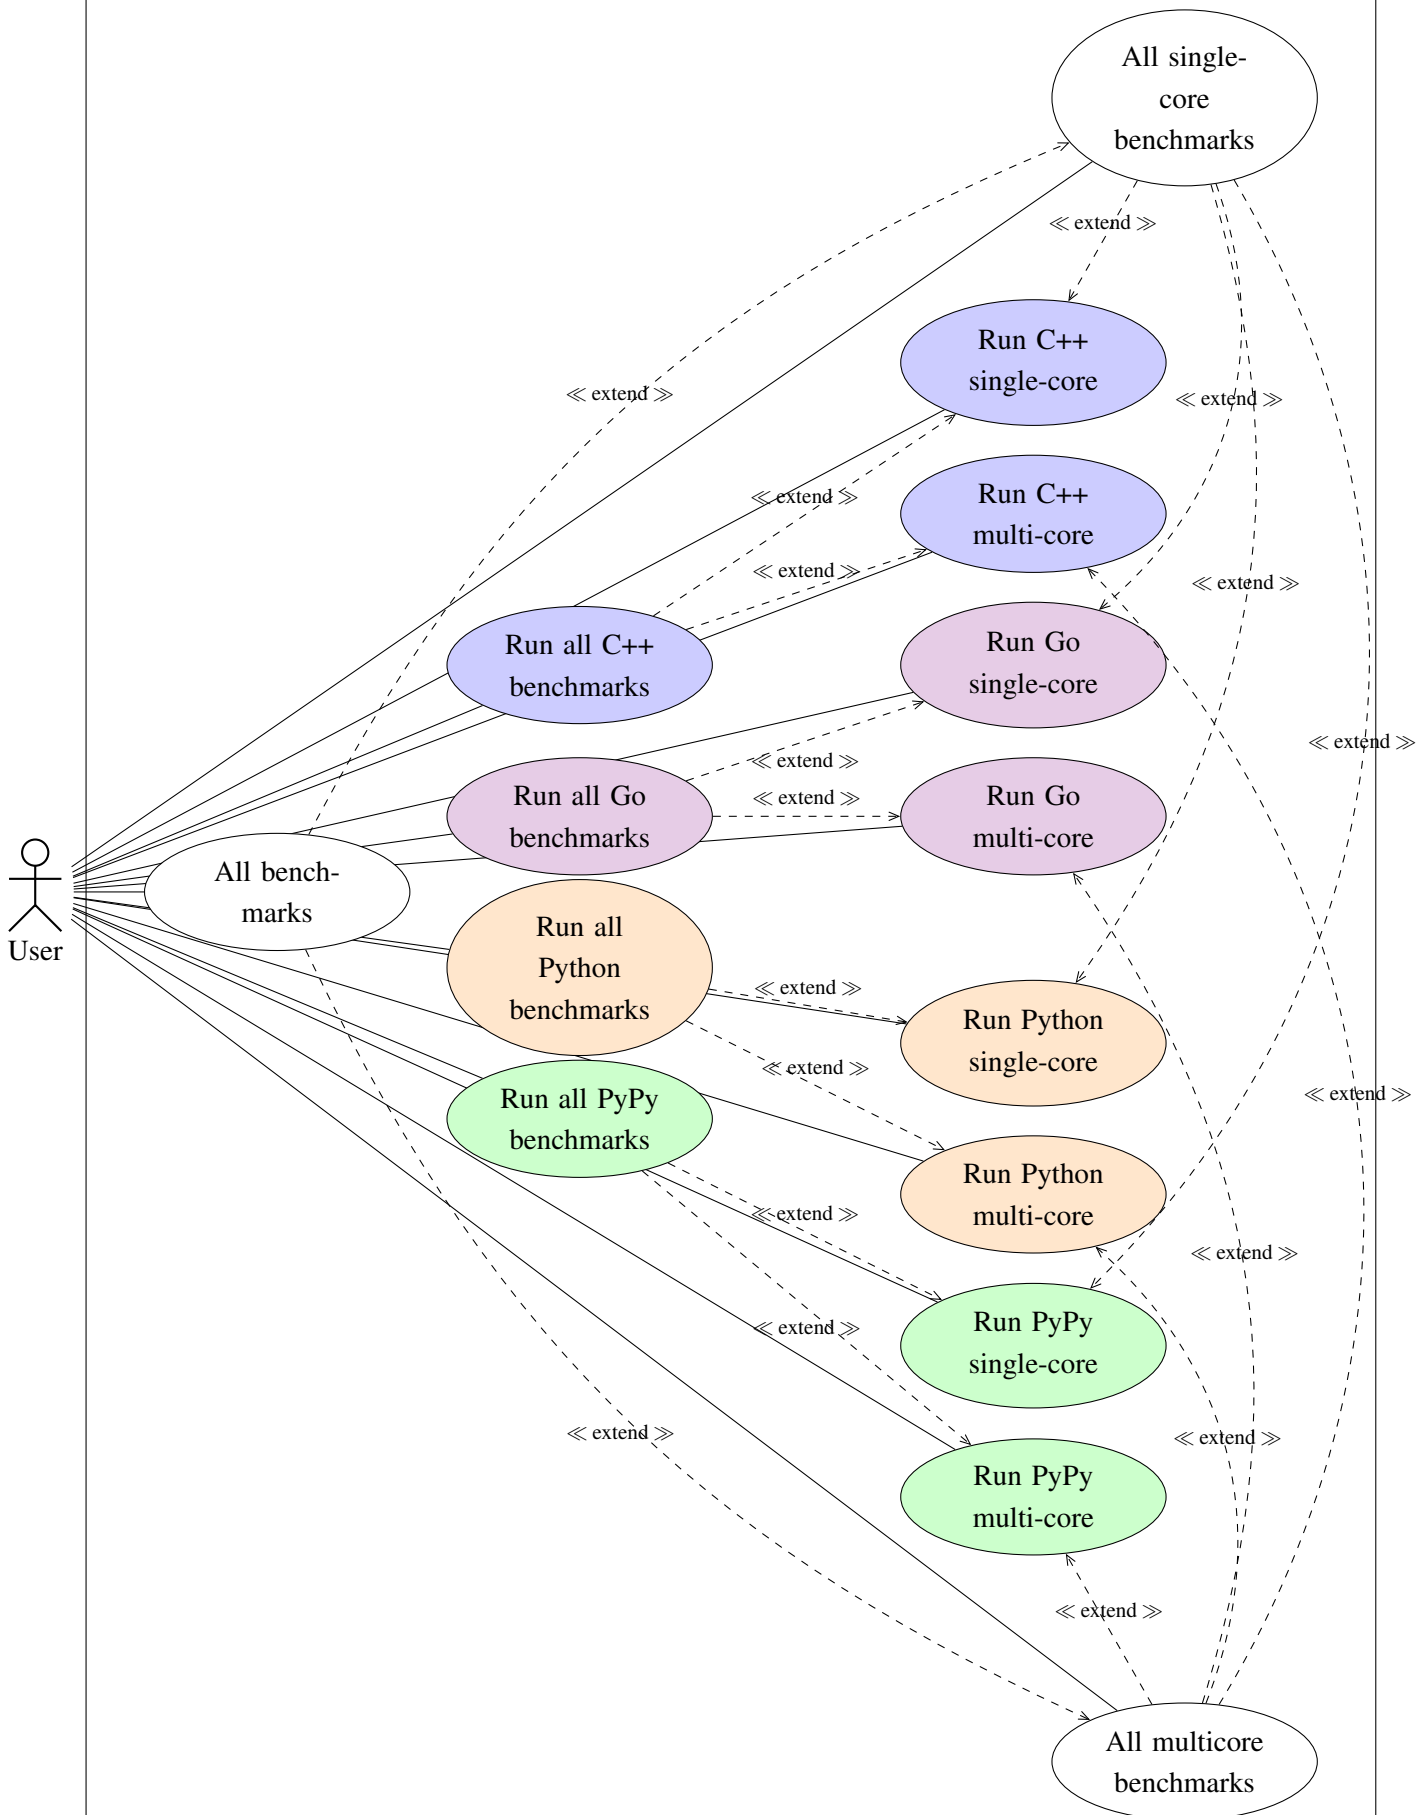 All single-
core
benchmarks
≪ extend ≫
Run C++
single-core
≪ extend ≫
≪ extend ≫
≪ extend ≫
Run C++
multi-core
≪ extend ≫
≪ extend ≫
Run all C++
benchmarks
Run Go
single-core
≪ extend ≫
≪ extend ≫
Run all Go
benchmarks
≪ extend ≫
Run Go
multi-core
All bench-
marks
User
Run all
Python
benchmarks
≪ extend ≫
Run Python
single-core
≪ extend ≫
≪ extend ≫
Run all PyPy
benchmarks
Run Python
multi-core
≪ extend ≫
≪ extend ≫
Run PyPy
single-core
≪ extend ≫
≪ extend ≫
≪ extend ≫
Run PyPy
multi-core
≪ extend ≫
All multicore
benchmarks